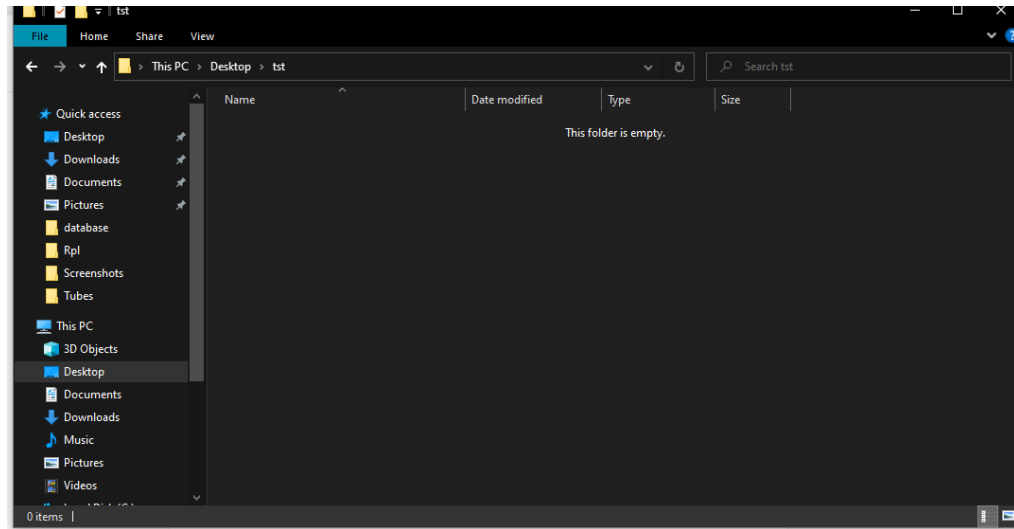 tst
File Home Share View
This PC Desktop tst
Search tst
Name Date modified Type Size
This folder is empty.
Quick access
Desktop
Downloads
Documents
Pictures
database
Rpl
Screenshots
Tubes
This PC
3D Objects
Desktop
Documents
Downloads
Music
Pictures
Videos
0 items